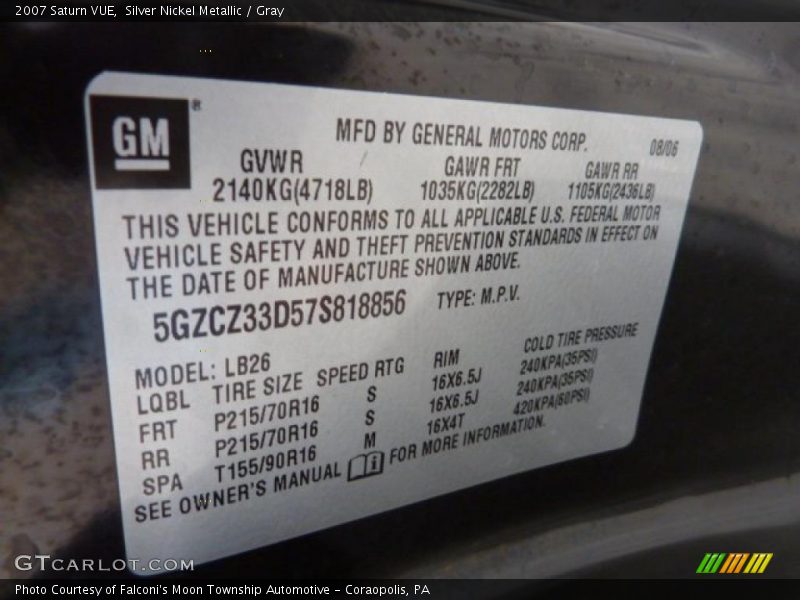 2007 Saturn VUE,  Silver Nickel Metallic / Gray
GM ®
MFD BY GENERAL MOTORS CORP. 08/06
GVWR GAWR FRT GAWR RR
2140KG(4718LB) 1035KG(2282LB) 1105KG(2436LB)
THIS VEHICLE CONFORMS TO ALL APPLICABLE U.S. FEDERAL MOTOR
VEHICLE SAFETY AND THEFT PREVENTION STANDARDS IN EFFECT ON
THE DATE OF MANUFACTURE SHOWN ABOVE.
5GZCZ33D57S818856 TYPE: M.P.V.
MODEL: LB26
LQBL TIRE SIZE SPEED RTG RIM COLD TIRE PRESSURE
FRT P215/70R16 S 16X6.5J 240KPA(35PSI)
RR P215/70R16 S 16X6.5J 240KPA(35PSI)
SPA T155/90R16 M 16X4T 420KPA(60PSI)
SEE OWNER'S MANUAL i FOR MORE INFORMATION.
GTCARLOT.COM
Photo Courtesy of Falconi's Moon Township Automotive - Coraopolis, PA